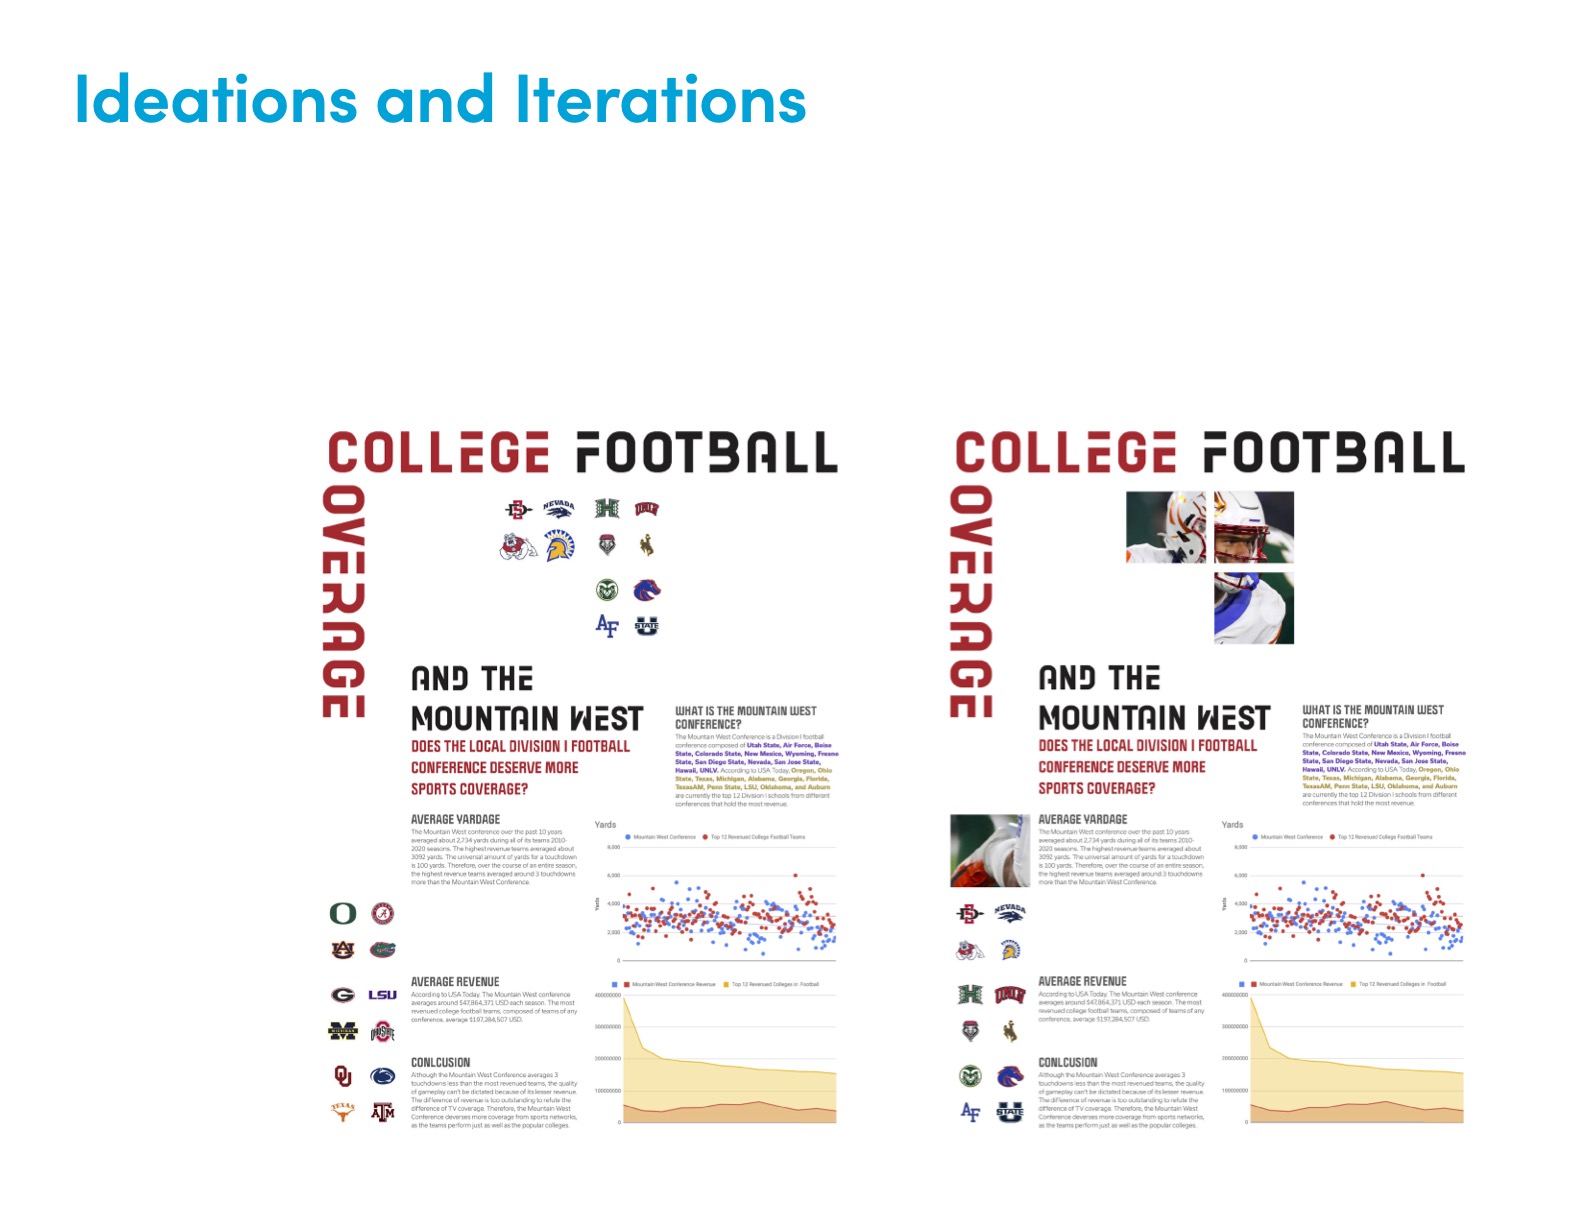 Ideations and Iterations
COLLEGE FOOTBALL
COVERAGE
NEVADA
UNLV
AF
STATE
AND THE
MOUNTAIN WEST
DOES THE LOCAL DIVISION I FOOTBALL
CONFERENCE DESERVE MORE
SPORTS COVERAGE?
WHAT IS THE MOUNTAIN WEST
CONFERENCE?
The Mountain West Conference is a Division I football
conference composed of Utah State, Air Force, Boise
State, Colorado State, New Mexico, Wyoming, Fresno
State, San Diego State, Nevada, San Jose State,
Hawaii, UNLV. According to USA Today, Oregon, Ohio
State, Texas, Michigan, Alabama, Georgia, Florida,
TexasAM, Penn State, LSU, Oklahoma, and Auburn
are currently the top 12 Division I schools from different
conferences that hold the most revenue.
AVERAGE YARDAGE
The Mountain West conference over the past 10 years
averaged about 2,734 yards during all of its teams 2010-
2020 seasons. The highest revenue teams averaged about
3092 yards. The universal amount of yards for a touchdown
is 100 yards. Therefore, over the course of an entire season,
the highest revenue teams averaged around 3 touchdowns
more than the Mountain West Conference.
Yards
Mountain West Conference
Top 12 Revenued College Football Teams
8,000
6,000
4,000
2,000
0
Yards
O
A
AU
G
LSU
M
MICHIGAN
OHIO STATE
OU
TEXAS
ATM
AVERAGE REVENUE
According to USA Today, The Mountain West conference
averages around $47,864,371 USD each season. The most
revenued college football teams, composed of teams of any
conference, average $197,284,507 USD.
Mountain West Conference Revenue
Top 12 Revenued Colleges in Football
400000000
300000000
200000000
100000000
0
CONLCUSION
Although the Mountain West Conference averages 3
touchdowns less than the most revenued teams, the quality
of gameplay can't be dictated because of its lesser revenue.
The difference of revenue is too outstanding to refute the
difference of TV coverage. Therefore, the Mountain West
Conference deverses more coverage from sports networks,
as the teams perform just as well as the popular colleges.
COLLEGE FOOTBALL
COVERAGE
AND THE
MOUNTAIN WEST
DOES THE LOCAL DIVISION I FOOTBALL
CONFERENCE DESERVE MORE
SPORTS COVERAGE?
WHAT IS THE MOUNTAIN WEST
CONFERENCE?
The Mountain West Conference is a Division I football
conference composed of Utah State, Air Force, Boise
State, Colorado State, New Mexico, Wyoming, Fresno
State, San Diego State, Nevada, San Jose State,
Hawaii, UNLV. According to USA Today, Oregon, Ohio
State, Texas, Michigan, Alabama, Georgia, Florida,
TexasAM, Penn State, LSU, Oklahoma, and Auburn
are currently the top 12 Division I schools from different
conferences that hold the most revenue.
AVERAGE YARDAGE
The Mountain West conference over the past 10 years
averaged about 2,734 yards during all of its teams 2010-
2020 seasons. The highest revenue teams averaged about
3092 yards. The universal amount of yards for a touchdown
is 100 yards. Therefore, over the course of an entire season,
the highest revenue teams averaged around 3 touchdowns
more than the Mountain West Conference.
Yards
Mountain West Conference
Top 12 Revenued College Football Teams
8,000
6,000
4,000
2,000
0
Yards
NEVADA
UNLV
AF
STATE
AVERAGE REVENUE
According to USA Today, The Mountain West conference
averages around $47,864,371 USD each season. The most
revenued college football teams, composed of teams of any
conference, average $197,284,507 USD.
Mountain West Conference Revenue
Top 12 Revenued Colleges in Football
400000000
300000000
200000000
100000000
0
CONLCUSION
Although the Mountain West Conference averages 3
touchdowns less than the most revenued teams, the quality
of gameplay can't be dictated because of its lesser revenue.
The difference of revenue is too outstanding to refute the
difference of TV coverage. Therefore, the Mountain West
Conference deverses more coverage from sports networks,
as the teams perform just as well as the popular colleges.